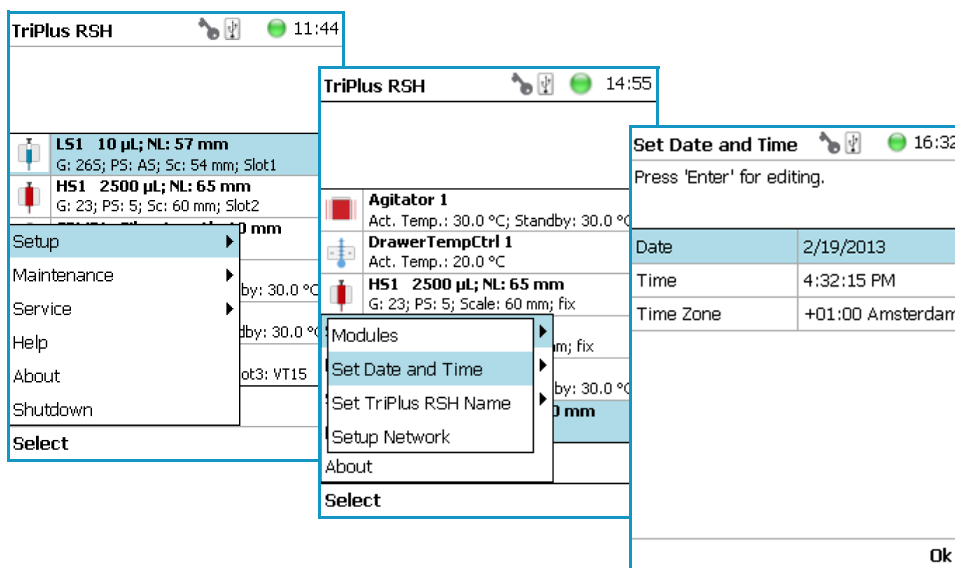 TriPlus RSH 11:44
LS1 10 µL; NL: 57 mm
G: 26S; PS: A5; Sc: 54 mm; Slot1
HS1 2500 µL; NL: 65 mm
G: 23; PS: 5; Sc: 60 mm; Slot2
0 mm
Setup
Maintenance
by: 30.0 °C
Service
dby: 30.0 °C
Help
About
ot3: VT15
Shutdown
Select
TriPlus RSH 14:55
Agitator 1
Act. Temp.: 30.0 °C; Standby: 30.0 °C
DrawerTempCtrl 1
Act. Temp.: 20.0 °C
HS1 2500 µL; NL: 65 mm
G: 23; PS: 5; Scale: 60 mm; fix
Modules
m; fix
Set Date and Time
by: 30.0 °C
Set TriPlus RSH Name
0 mm
Setup Network
About
Select
Set Date and Time 16:32
Press 'Enter' for editing.
Date 2/19/2013
Time 4:32:15 PM
Time Zone +01:00 Amsterdam
Ok